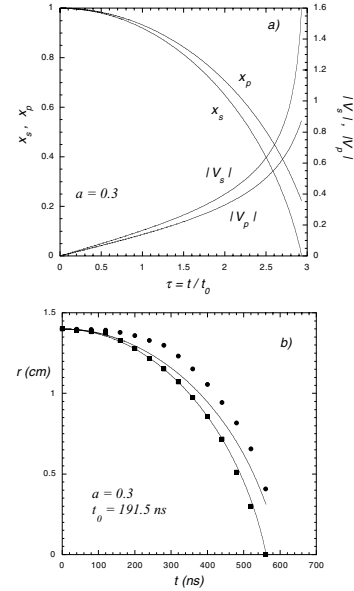 a)
1
0.8
0.6
0.4
0.2
0
x_s , x_p
1.6
1.4
1.2
1
0.8
0.6
0.4
0.2
0
|V_s| , |V_p|
x_p
x_s
|V_s|
|V_p|
a = 0.3
0.0 0.5 1.0 1.5 2 2.5 3
τ = t / t_0
b)
1.5
1
0.5
0
r (cm)
a = 0.3
t_0 = 191.5 ns
0 100 200 300 400 500 600 700
t (ns)